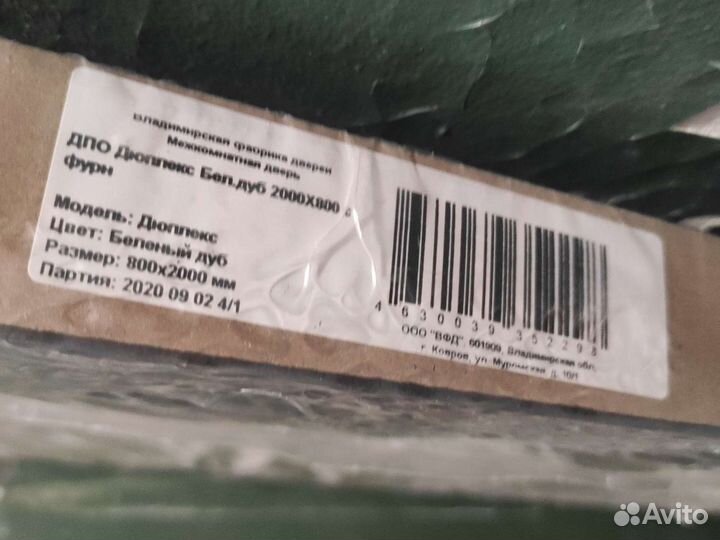 Владимирская фабрика дверей
Межкомнатная дверь
ДПО Дюплекс Бел.дуб 2000Х800 с
фурн
Модель: Дюплекс
Цвет: Беленый дуб
Размер: 800х2000 мм
Партия: 2020 09 02 4/1
4 630039 352298
ООО "ВФД", 601909, Владимирская обл.
г. Ковров, ул. Муромская, д. 10/1
Avito